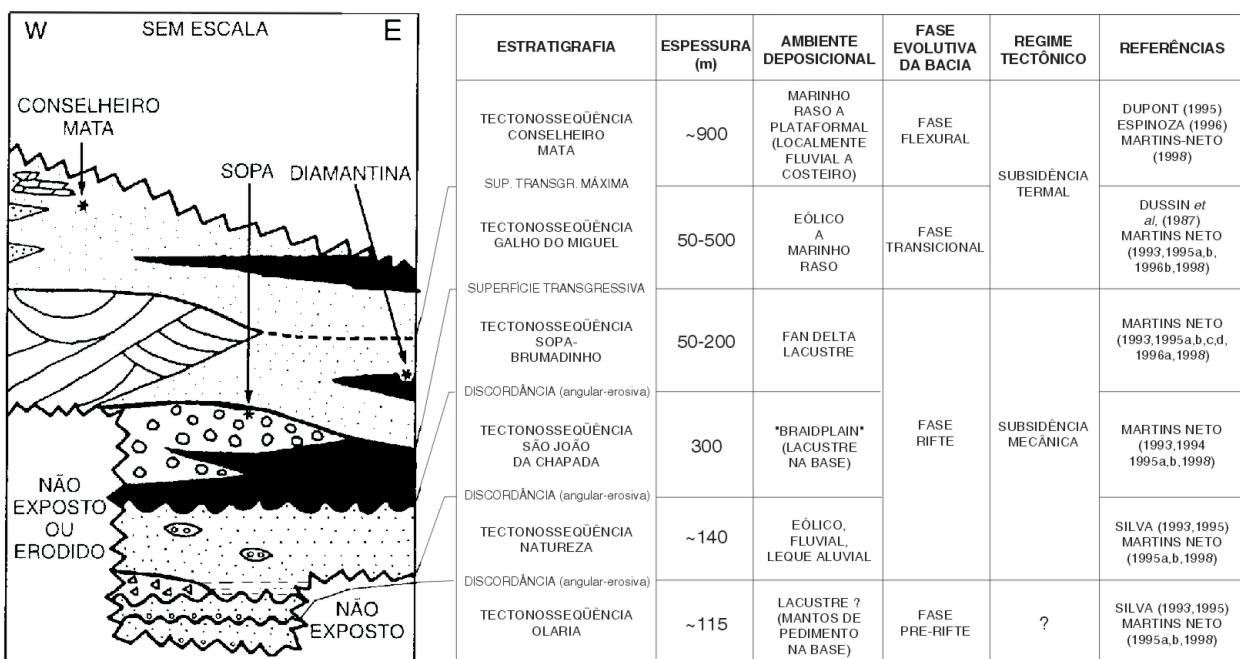 W
SEM ESCALA
E
CONSELHEIRO
MATA
SOPA
DIAMANTINA
NÃO
EXPOSTO
OU
ERODIDO
NÃO
EXPOSTO
ESTRATIGRAFIA
ESPESSURA
(m)
AMBIENTE
DEPOSICIONAL
FASE
EVOLUTIVA
DA BACIA
REGIME
TECTÔNICO
REFERÊNCIAS
TECTONOSSEQÜÊNCIA
CONSELHEIRO
MATA
~900
MARINHO
RASO A
PLATAFORMAL
(LOCALMENTE
FLUVIAL A
COSTEIRO)
FASE
FLEXURAL
SUBSIDÊNCIA
TERMAL
DUPONT (1995)
ESPINOZA (1996)
MARTINS-NETO
(1998)
SUP. TRANSGR. MÁXIMA
TECTONOSSEQÜÊNCIA
GALHO DO MIGUEL
50-500
EÓLICO
A
MARINHO
RASO
FASE
TRANSICIONAL
DUSSIN et
al, (1987)
MARTINS NETO
(1993,1995a,b,
1996b,1998)
SUPERFÍCIE TRANSGRESSIVA
TECTONOSSEQÜÊNCIA
SOPA-
BRUMADINHO
50-200
FAN DELTA
LACUSTRE
FASE
RIFTE
SUBSIDÊNCIA
MECÂNICA
MARTINS NETO
(1993,1995a,b,c,d,
1996a,1998)
DISCORDÂNCIA (angular-erosiva)
TECTONOSSEQÜÊNCIA
SÃO JOÃO
DA CHAPADA
300
"BRAIDPLAIN"
(LACUSTRE
NA BASE)
MARTINS NETO
(1993,1994
1995a,b,1998)
DISCORDÂNCIA (angular-erosiva)
TECTONOSSEQÜÊNCIA
NATUREZA
~140
EÓLICO,
FLUVIAL,
LEQUE ALUVIAL
SILVA (1993,1995)
MARTINS NETO
(1995a,b,1998)
DISCORDÂNCIA (angular-erosiva)
TECTONOSSEQÜÊNCIA
OLARIA
~115
LACUSTRE ?
(MANTOS DE
PEDIMENTO
NA BASE)
FASE
PRE-RIFTE
?
SILVA (1993,1995)
MARTINS NETO
(1995a,b,1998)